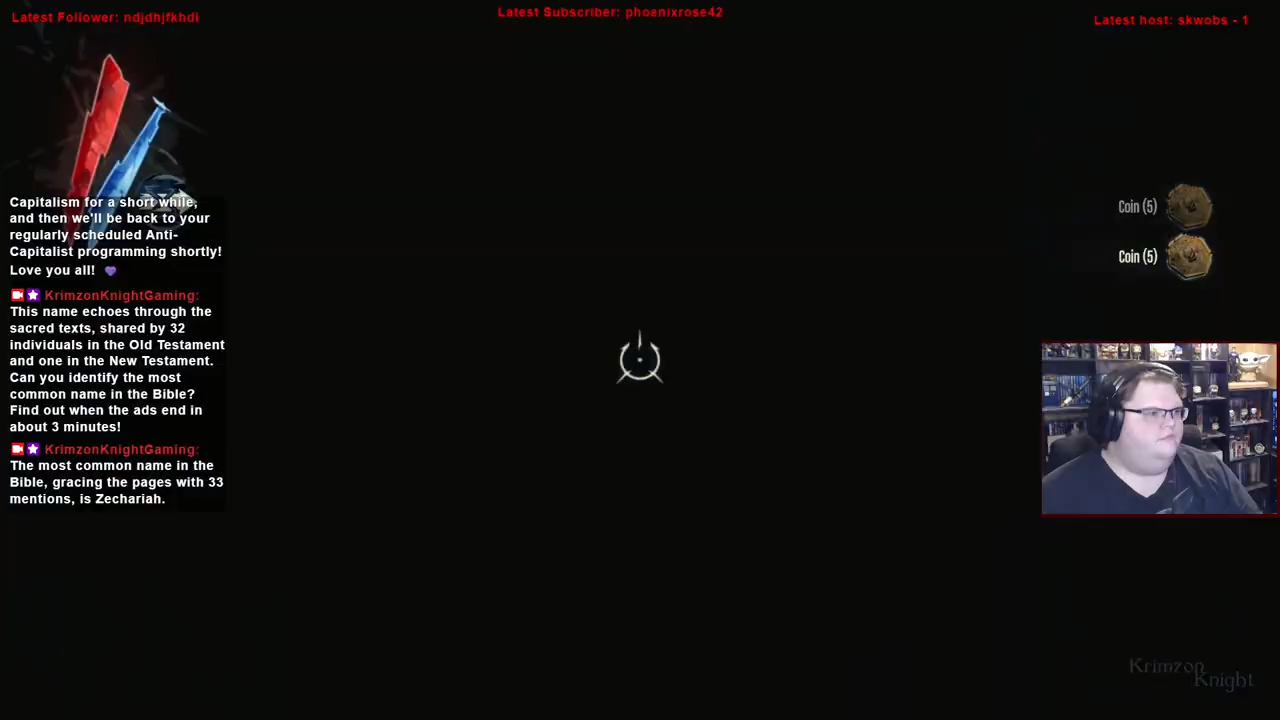 Latest Follower: ndjdhjfkhdi
Latest Subscriber: phoenixrose42
Latest host: skwobs - 1
Capitalism for a short while,
and then we'll be back to your
regularly scheduled Anti-
Capitalist programming shortly!
Love you all!
KrimzonKnightGaming:
This name echoes through the
sacred texts, shared by 32
individuals in the Old Testament
and one in the New Testament.
Can you identify the most
common name in the Bible?
Find out when the ads end in
about 3 minutes!
KrimzonKnightGaming:
The most common name in the
Bible, gracing the pages with 33
mentions, is Zechariah.
Coin (5)
Coin (5)
Krimzon
Knight